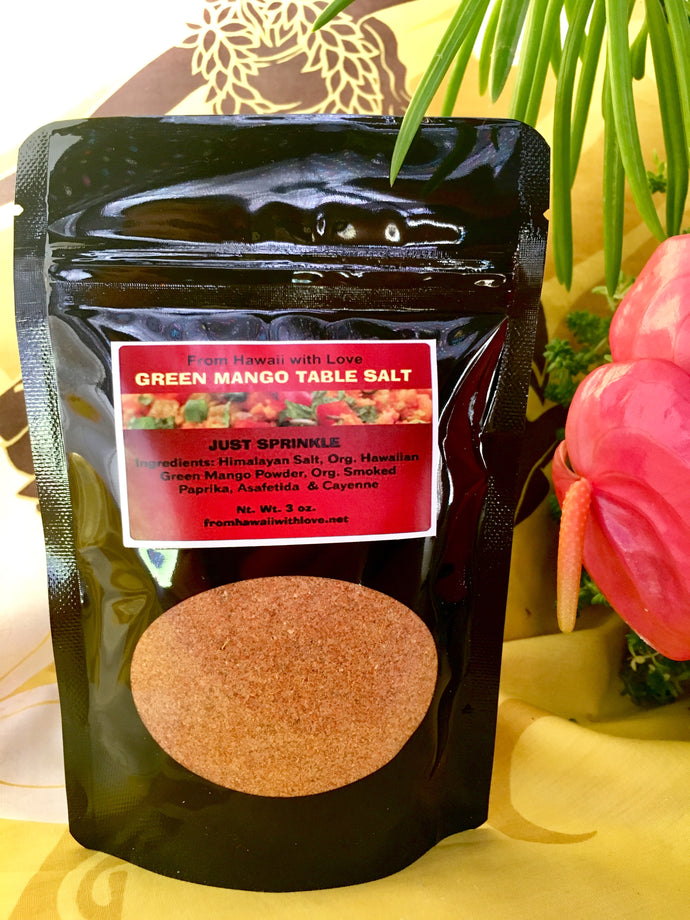 From Hawaii with Love
GREEN MANGO TABLE SALT
JUST SPRINKLE
Ingredients: Himalayan Salt, Org. Hawaiian
Green Mango Powder, Org. Smoked
Paprika, Asafetida & Cayenne
Nt. Wt. 3 oz.
fromhawaiiwithlove.net